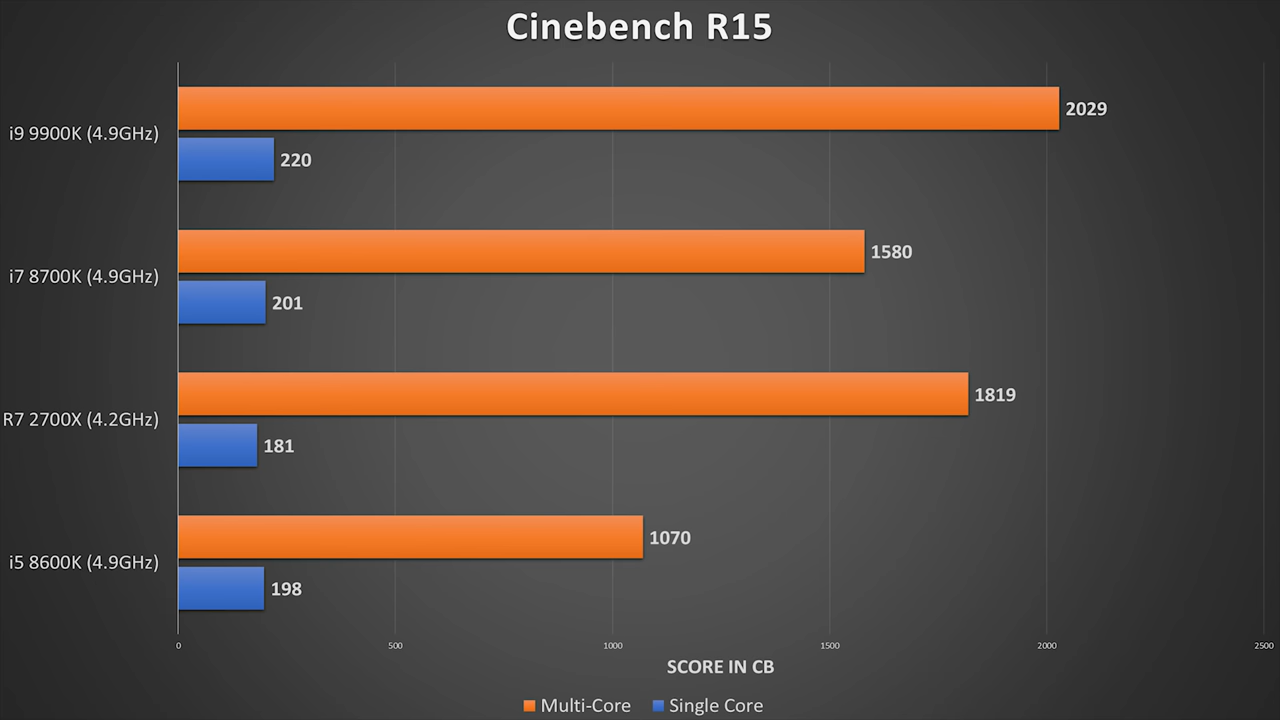 Cinebench R15
i9 9900K (4.9GHz)
2029
220
i7 8700K (4.9GHz)
1580
201
R7 2700X (4.2GHz)
1819
181
i5 8600K (4.9GHz)
1070
198
0 500 1000 1500 2000 2500
SCORE IN CB
Multi-Core Single Core